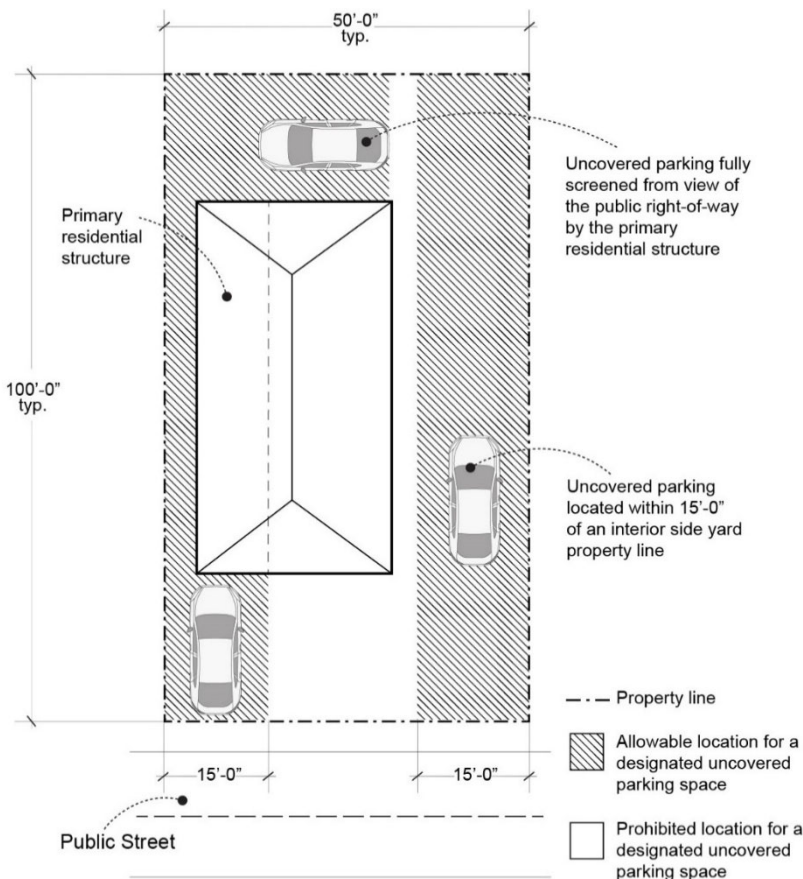 50'-0"
typ.
Uncovered parking fully
screened from view of
the public right-of-way
by the primary
residential structure
Primary
residential
structure
100'-0"
typ.
Uncovered parking
located within 15'-0"
of an interior side yard
property line
Property line
Allowable location for a
designated uncovered
parking space
15'-0"
15'-0"
Public Street
Prohibited location for a
designated uncovered
parking space